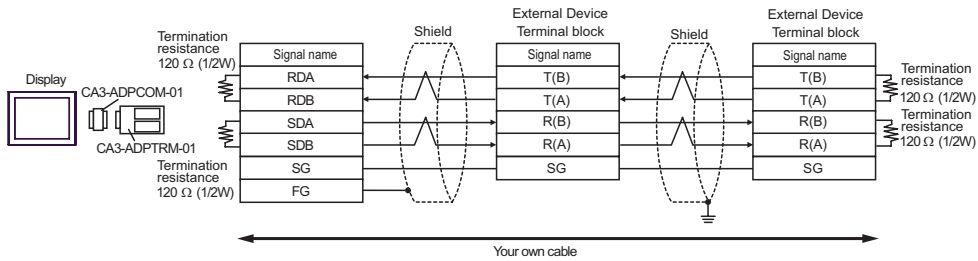 Display
CA3-ADPCOM-01
CA3-ADPTRM-01
Termination
resistance
120 Ω (1/2W)
Termination
resistance
120 Ω (1/2W)
Signal name
RDA
RDB
SDA
SDB
SG
FG
Shield
External Device
Terminal block
Signal name
T(B)
T(A)
R(B)
R(A)
SG
Shield
External Device
Terminal block
Signal name
T(B)
T(A)
R(B)
R(A)
SG
Termination
resistance
120 Ω (1/2W)
Termination
resistance
120 Ω (1/2W)
Your own cable